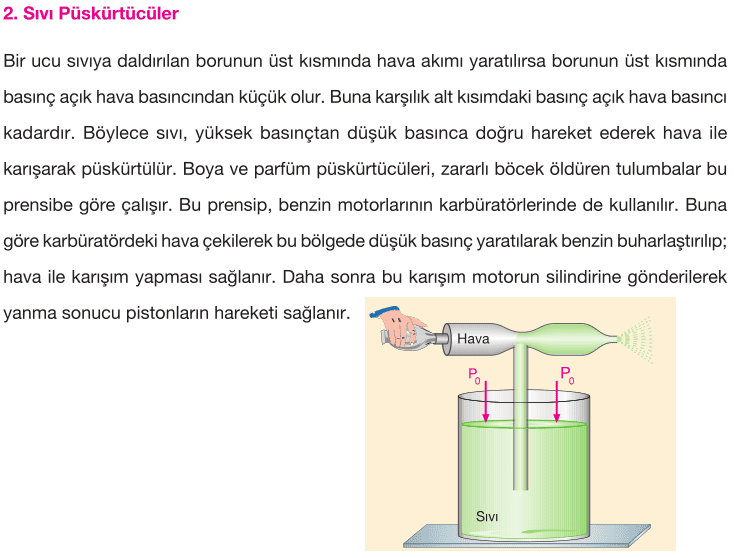 2. Sıvı Püskürtücüler
Bir ucu sıvıya daldırılan borunun üst kısmında hava akımı yaratılırsa borunun üst kısmında
basınç açık hava basıncından küçük olur. Buna karşılık alt kısımdaki basınç açık hava basıncı
kadardır. Böylece sıvı, yüksek basınçtan düşük basınca doğru hareket ederek hava ile
karışarak püskürtülür. Boya ve parfüm püskürtücüleri, zararlı böcek öldüren tulumbalar bu
prensibe göre çalışır. Bu prensip, benzin motorlarının karbüratörlerinde de kullanılır. Buna
göre karbüratördeki hava çekilerek bu bölgede düşük basınç yaratılarak benzin buharlaştırılıp;
hava ile karışım yapması sağlanır. Daha sonra bu karışım motorun silindirine gönderilerek
yanma sonucu pistonların hareketi sağlanır.
Hava
P0 P0
Sıvı